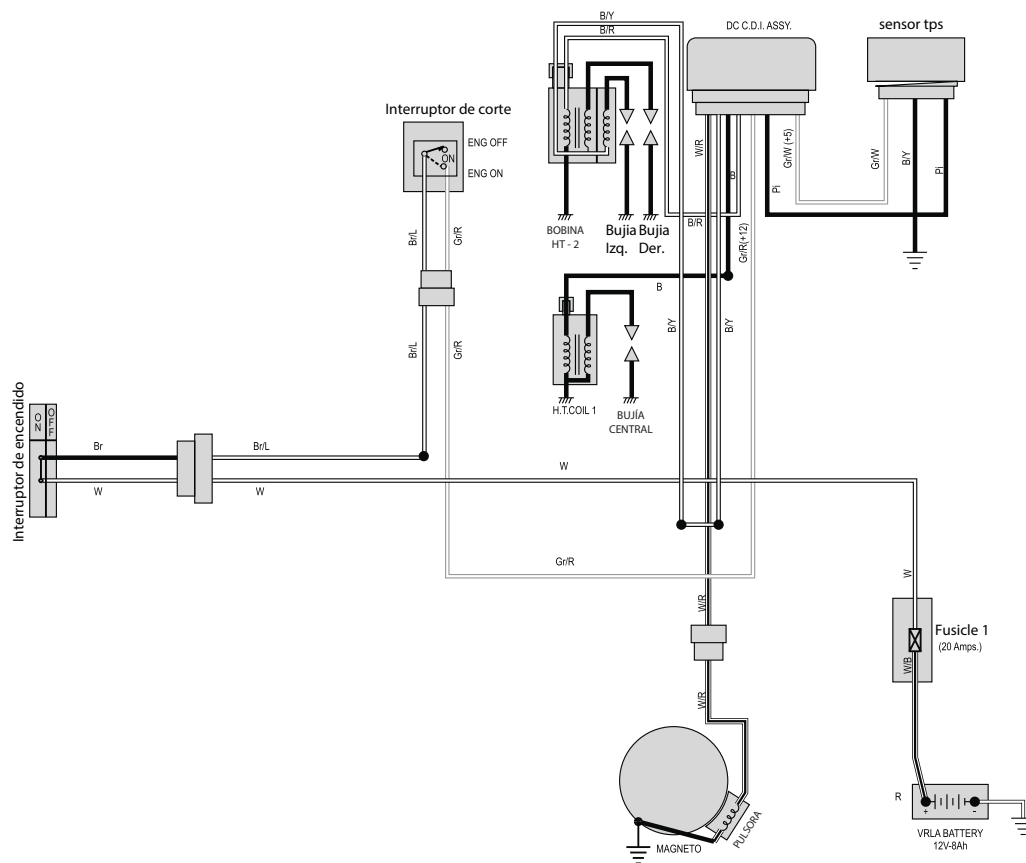 B/Y
DC C.D.I. ASSY.
sensor tps
B/R
Interruptor de corte
ENG OFF
ON
ENG ON
W/R
B
Pi
Gr/W (+5)
Gr/W
B/Y
Pi
Br/L
Gr/R
BOBINA
HT - 2
Bujia
Izq.
Bujia
Der.
B/R
Gr/R(+12)
B
B/Y
B/Y
Br/L
Gr/R
H.T.COIL 1
BUJÍA
CENTRAL
Interruptor de encendido
ON
OFF
Br
Br/L
W
W
W
Gr/R
W
W/R
Fusicle 1
(20 Amps.)
W/B
W/R
R
+
-
PULSORA
MAGNETO
VRLA BATTERY
12V-8Ah